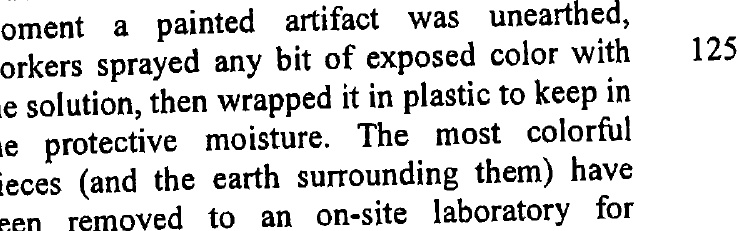 oment a painted artifact was unearthed,
orkers sprayed any bit of exposed color with 125
e solution, then wrapped it in plastic to keep in
e protective moisture. The most colorful
ieces (and the earth surrounding them) have
een removed to an on-site laboratory for